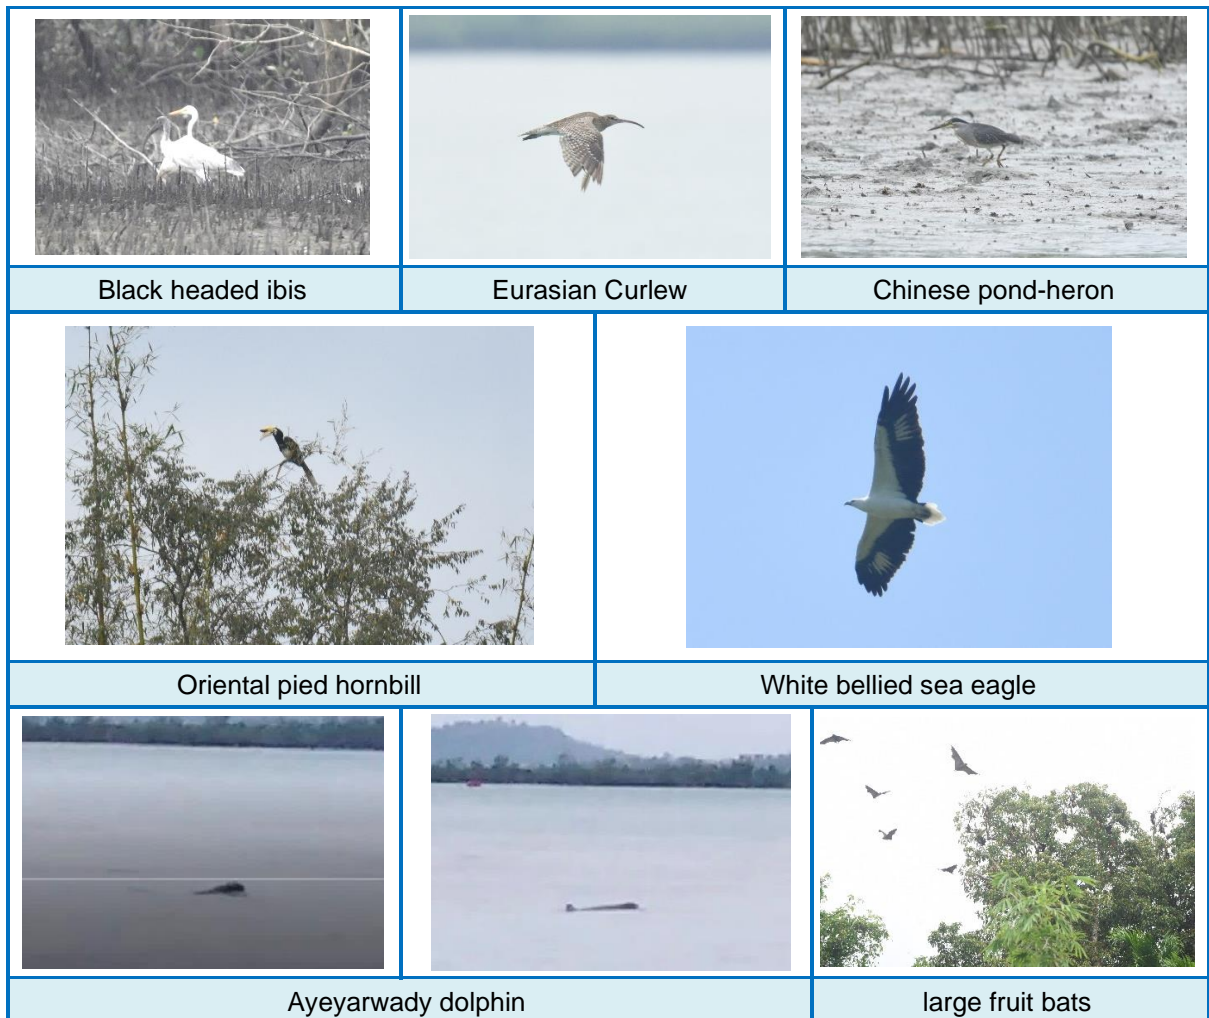 Black headed ibis
Eurasian Curlew
Chinese pond-heron
Oriental pied hornbill
White bellied sea eagle
Ayeyarwady dolphin
large fruit bats